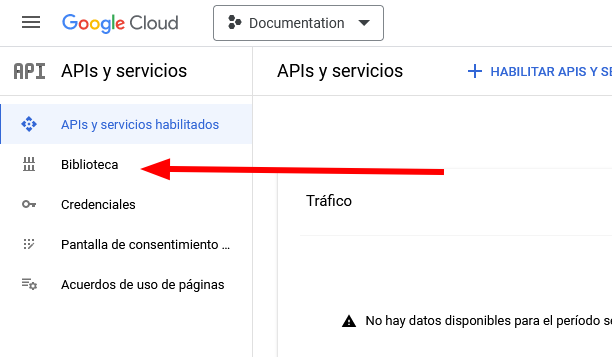 Google Cloud
Documentation
API
APIs y servicios
APIs y servicios
HABILITAR APIS Y SE
APIs y servicios habilitados
Biblioteca
Credenciales
Pantalla de consentimiento ...
Acuerdos de uso de páginas
Tráfico
No hay datos disponibles para el período s